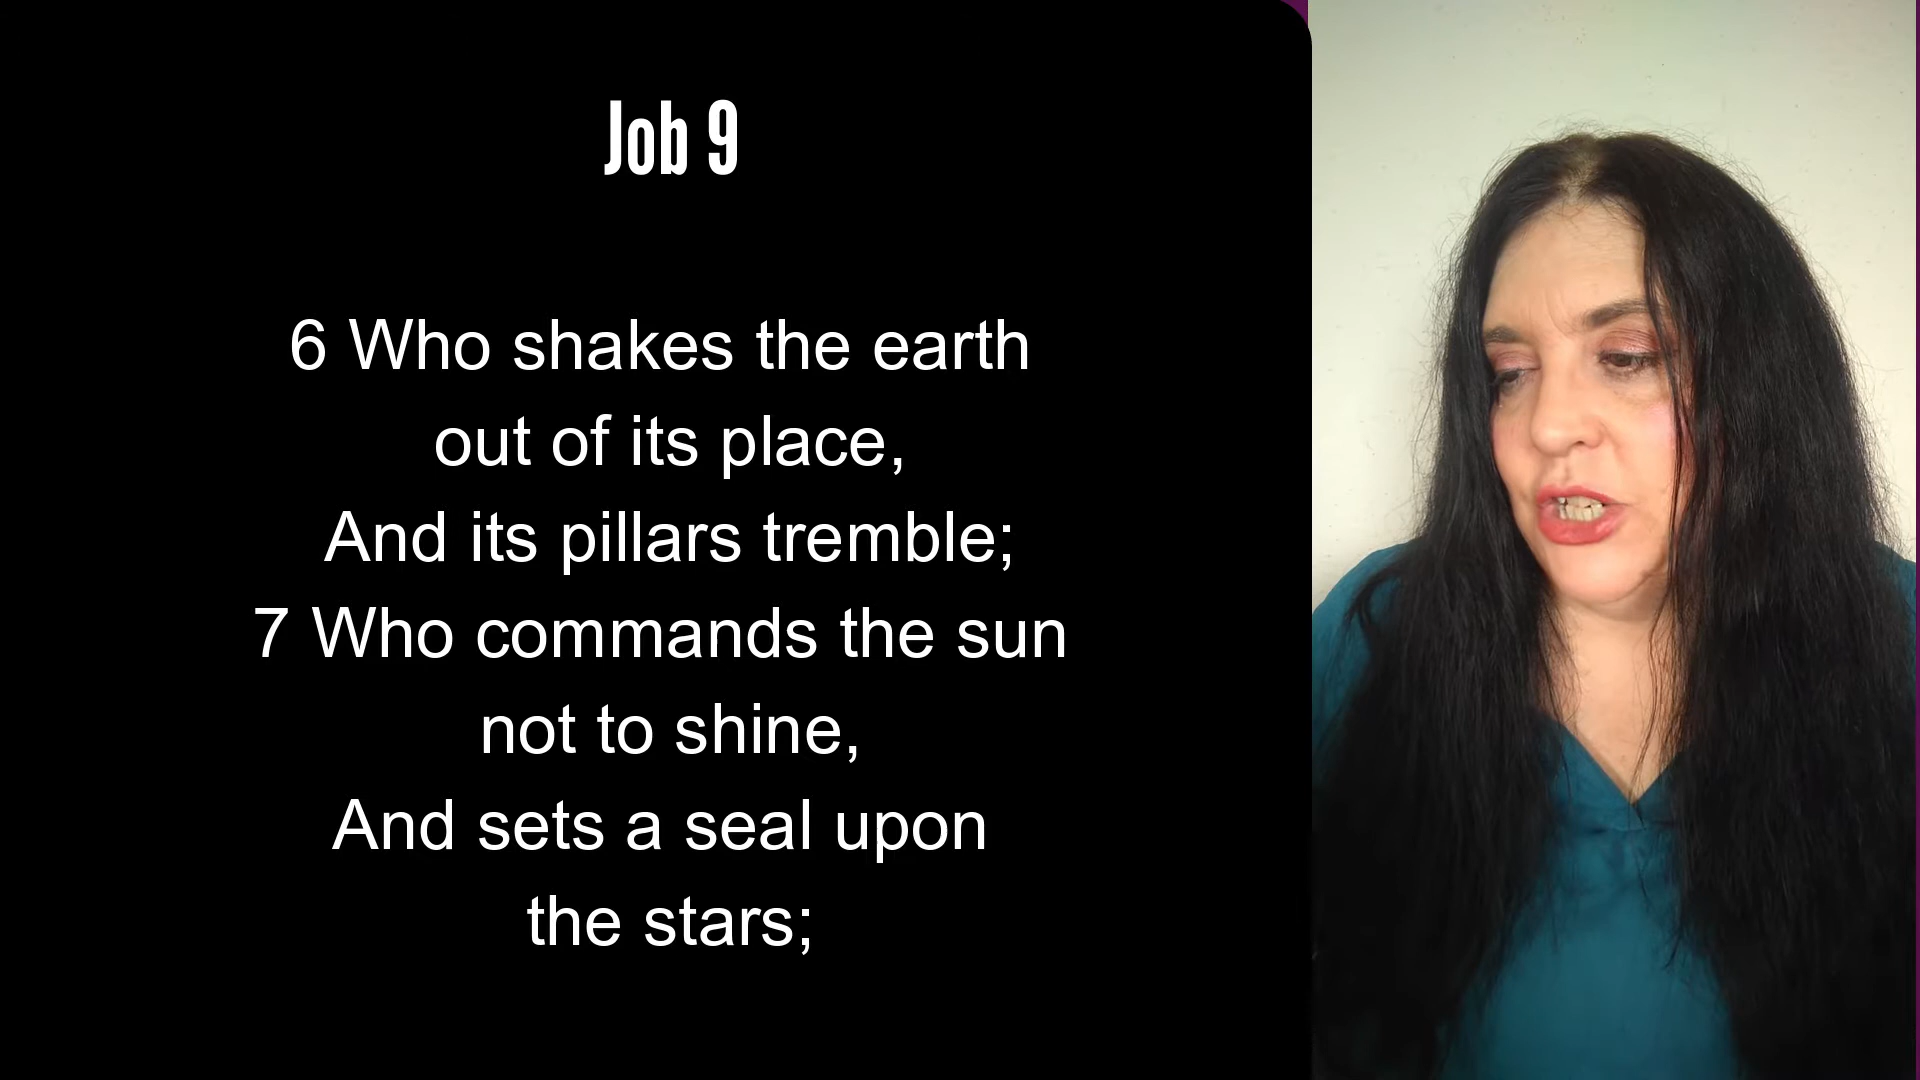 Job 9
6 Who shakes the earth
out of its place,
And its pillars tremble;
7 Who commands the sun
not to shine,
And sets a seal upon
the stars;